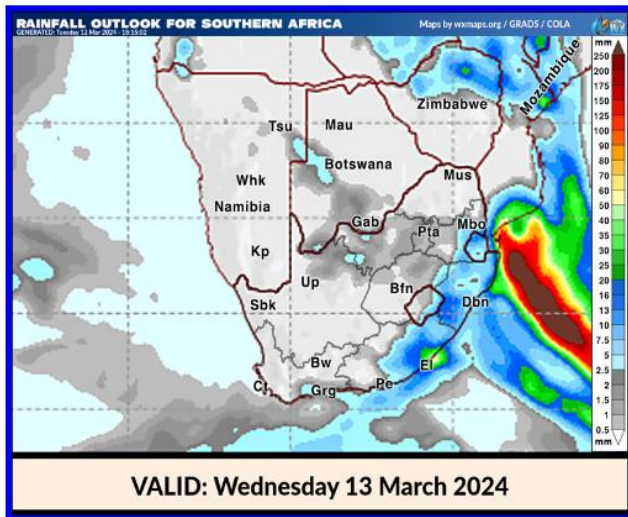 RAINFALL OUTLOOK FOR SOUTHERN AFRICA
Maps by wxmaps.org / GRADS / COLA
GENERATED: Tuesday 12 Mar 2024 - 18:15:02
mm
250
200
175
150
125
100
90
80
70
60
50
40
35
30
25
20
16
13
10
7.5
5
2.5
2
1.5
1
0.5
mm
Mozambique
Zimbabwe
Tsu
Mau
Botswana
Whk
Mus
Namibia
Gab
Mbo
Pta
Kp
Up
Bfn
Sbk
Dbn
Bw
El
Ct
Grg
Pe
VALID: Wednesday 13 March 2024